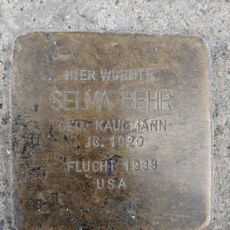 HIER WOHNTE
SELMA BEHR
GEB. KAUFMANN
JG. 1920
FLUCHT 1939
USA